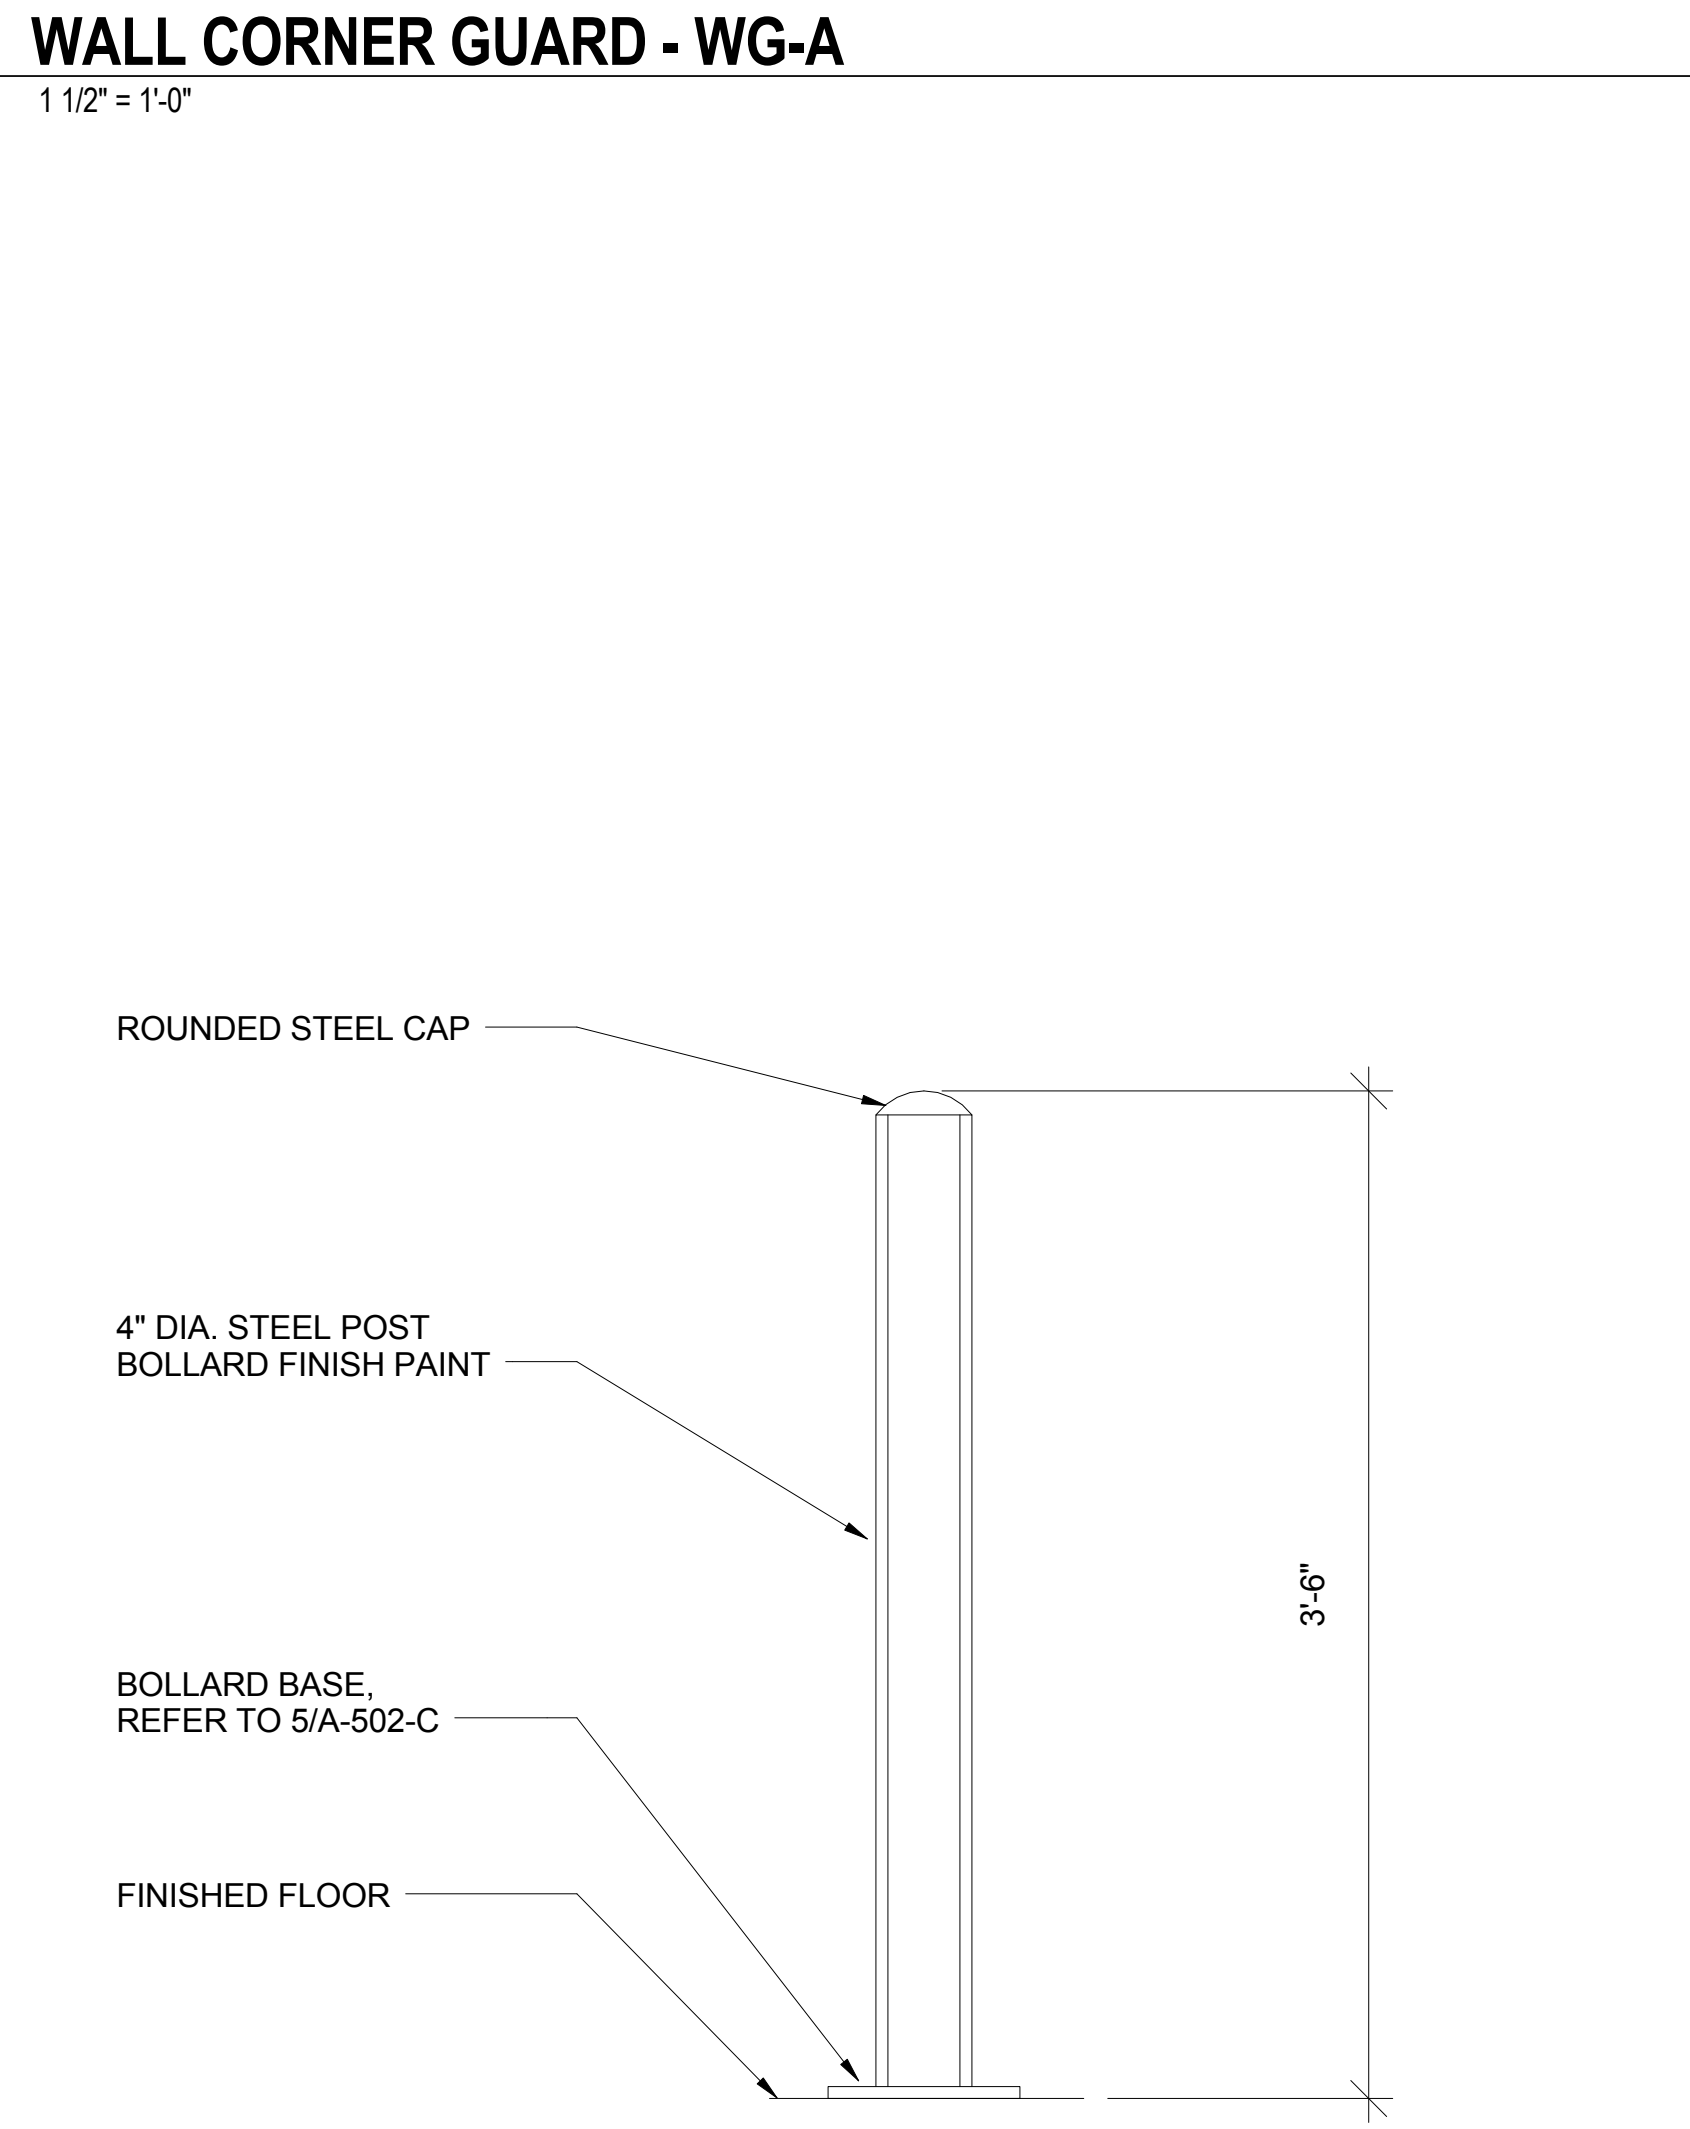 WALL CORNER GUARD - WG-A
1 1/2" = 1'-0"
ROUNDED STEEL CAP
4" DIA. STEEL POST
BOLLARD FINISH PAINT
3'-6"
BOLLARD BASE,
REFER TO 5/A-502-C
FINISHED FLOOR